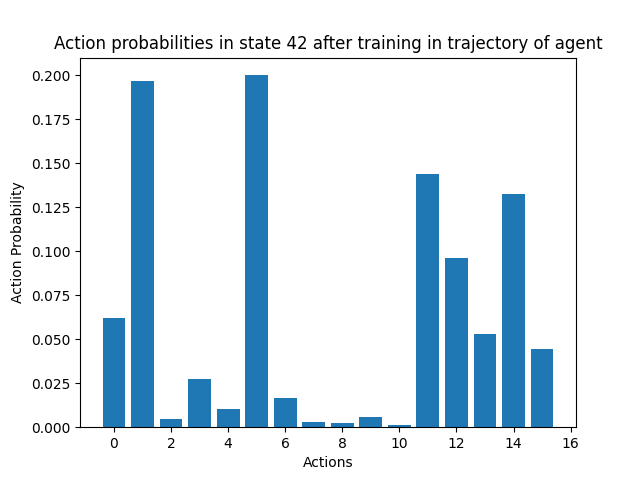 Action probabilities in state 42 after training in trajectory of agent
Action Probability
0.200
0.175
0.150
0.125
0.100
0.075
0.050
0.025
0.000
0 2 4 6 8 10 12 14 16
Actions